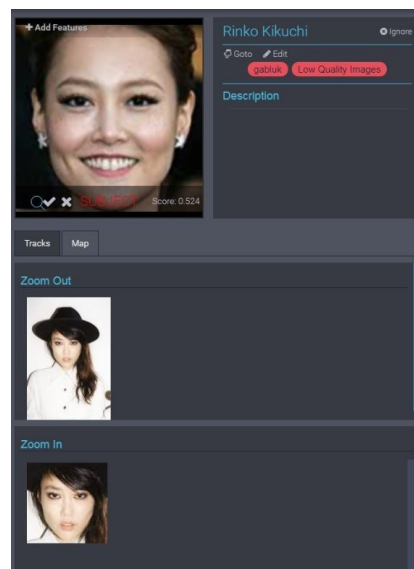 Add Features
Rinko Kikuchi
Ignore
Goto Edit
gabluk Low Quality Images
Description
SUBJECT
Score: 0.524
Tracks Map
Zoom Out
Zoom In